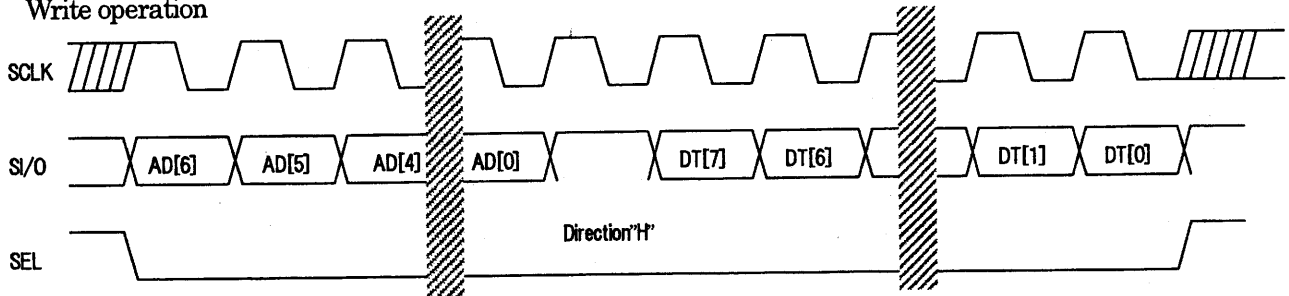 Write operation
SCLK
SI/O AD[6] AD[5] AD[4] AD[0] DT[7] DT[6] DT[1] DT[0]
Direction"H"
SEL